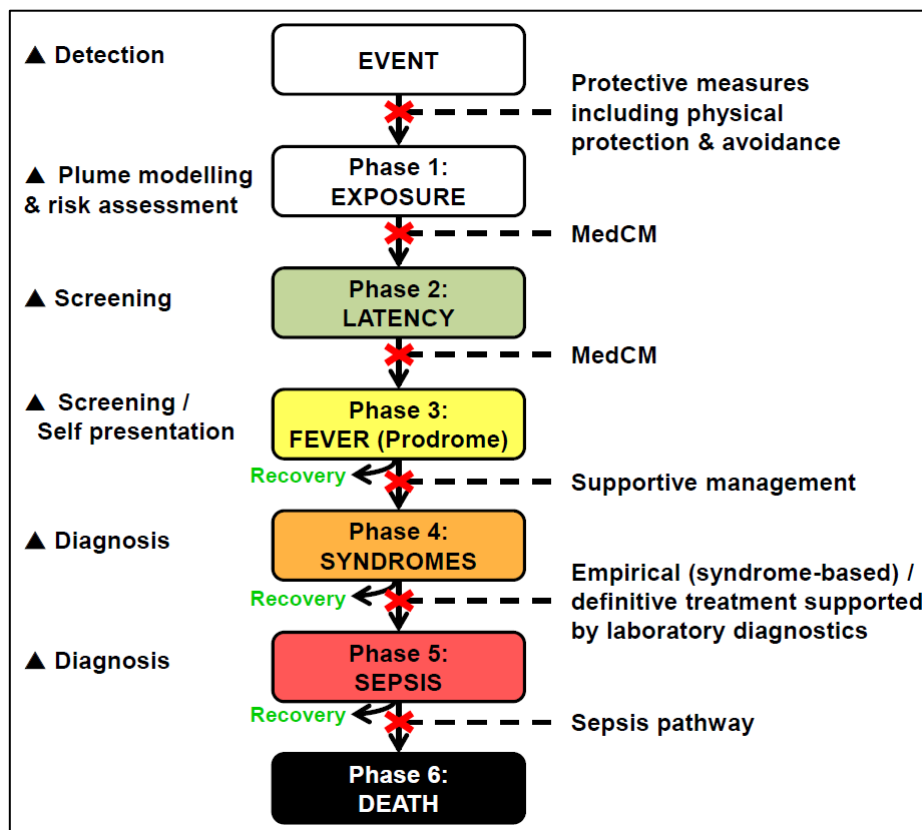 ▲ Detection
EVENT
Protective measures
including physical
protection & avoidance
▲ Plume modelling
& risk assessment
Phase 1:
EXPOSURE
MedCM
▲ Screening
Phase 2:
LATENCY
MedCM
▲ Screening /
Self presentation
Phase 3:
FEVER (Prodrome)
Recovery
Supportive management
▲ Diagnosis
Phase 4:
SYNDROMES
Recovery
Empirical (syndrome-based) /
definitive treatment supported
by laboratory diagnostics
▲ Diagnosis
Phase 5:
SEPSIS
Recovery
Sepsis pathway
Phase 6:
DEATH